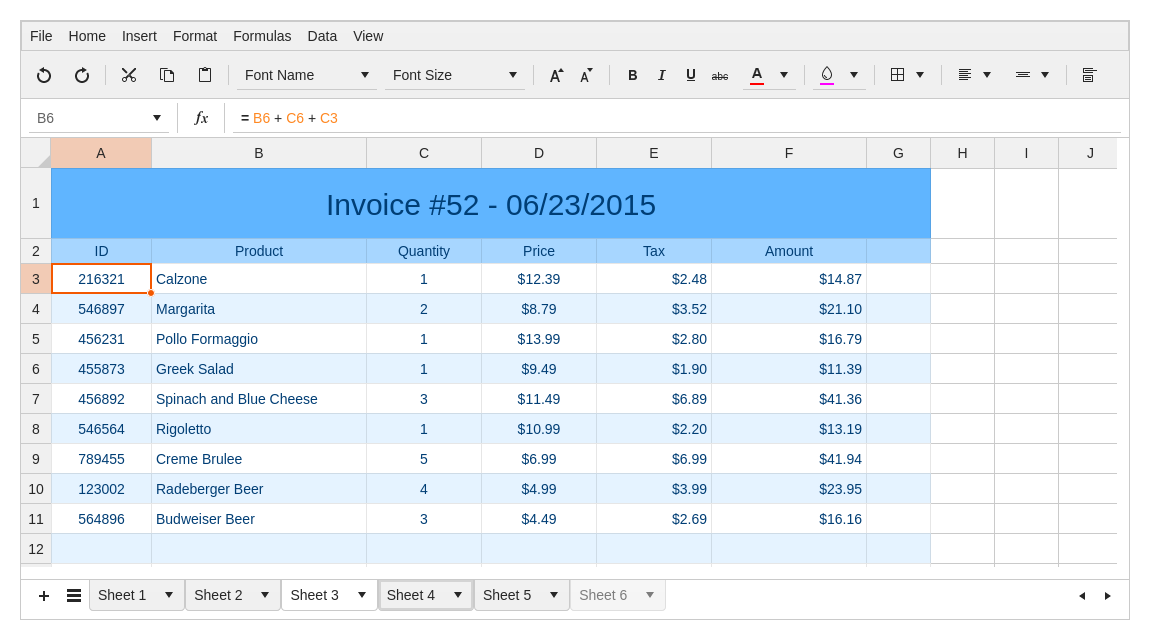 File Home Insert Format Formulas Data View
Font Name Font Size A A B I U abc A
B6 fx = B6 + C6 + C3
A B C D E F G H I J
1 Invoice #52 - 06/23/2015
2 ID Product Quantity Price Tax Amount
3 216321 Calzone 1 $12.39 $2.48 $14.87
4 546897 Margarita 2 $8.79 $3.52 $21.10
5 456231 Pollo Formaggio 1 $13.99 $2.80 $16.79
6 455873 Greek Salad 1 $9.49 $1.90 $11.39
7 456892 Spinach and Blue Cheese 3 $11.49 $6.89 $41.36
8 546564 Rigoletto 1 $10.99 $2.20 $13.19
9 789455 Creme Brulee 5 $6.99 $6.99 $41.94
10 123002 Radeberger Beer 4 $4.99 $3.99 $23.95
11 564896 Budweiser Beer 3 $4.49 $2.69 $16.16
12
Sheet 1 Sheet 2 Sheet 3 Sheet 4 Sheet 5 Sheet 6